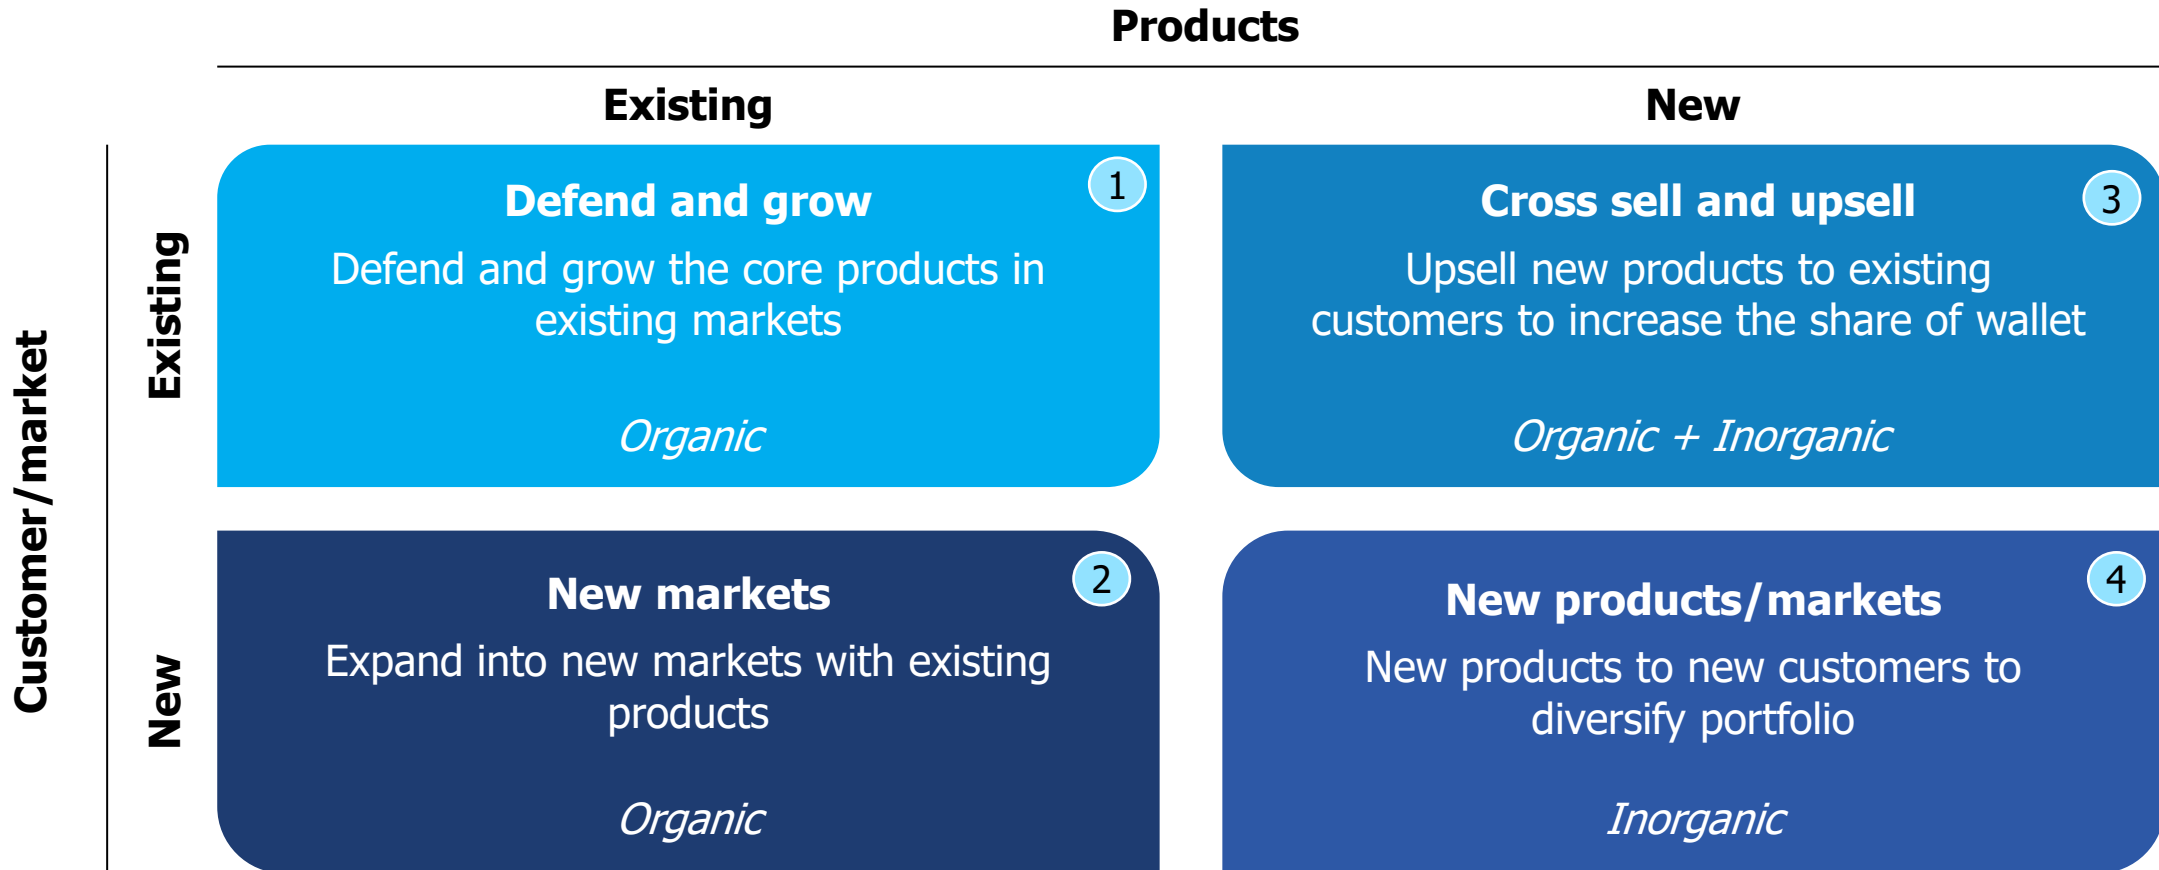 Products
Existing
New
Customer/market
Existing
Defend and grow
1
Defend and grow the core products in
existing markets
Organic
Cross sell and upsell
3
Upsell new products to existing
customers to increase the share of wallet
Organic + Inorganic
New
New markets
2
Expand into new markets with existing
products
Organic
New products/markets
4
New products to new customers to
diversify portfolio
Inorganic